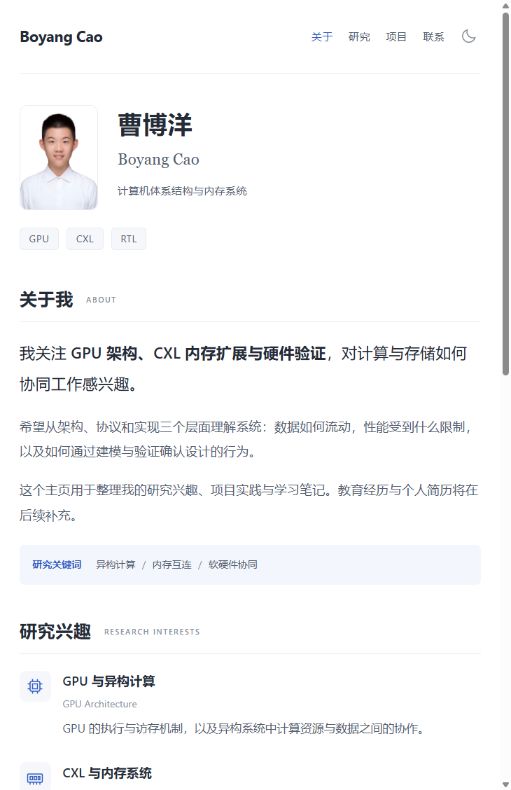 Boyang Cao
关于 研究 项目 联系
曹博洋
Boyang Cao
计算机体系结构与内存系统
GPU CXL RTL
关于我 ABOUT
我关注 GPU 架构、CXL 内存扩展与硬件验证，对计算与存储如何
协同工作感兴趣。
希望从架构、协议和实现三个层面理解系统：数据如何流动，性能受到什么限制，
以及如何通过建模与验证确认设计的行为。
这个主页用于整理我的研究兴趣、项目实践与学习笔记。教育经历与个人简历将在
后续补充。
研究关键词 异构计算 / 内存互连 / 软硬件协同
研究兴趣 RESEARCH INTERESTS
GPU 与异构计算
GPU Architecture
GPU 的执行与访存机制，以及异构系统中计算资源与数据之间的协作。
CXL 与内存系统